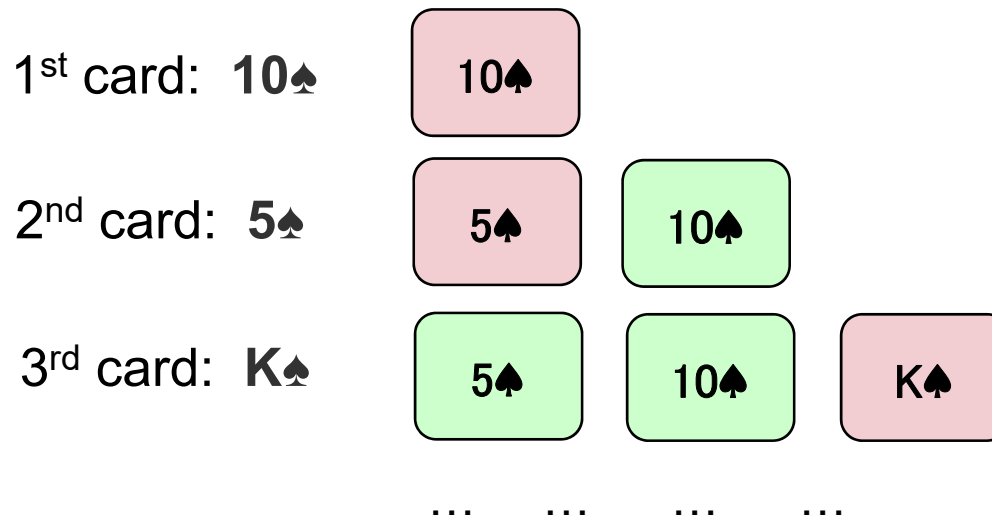 1st card: 10♠ 10♠
2nd card: 5♠ 5♠ 10♠
3rd card: K♠ 5♠ 10♠ K♠
... ... ... ...